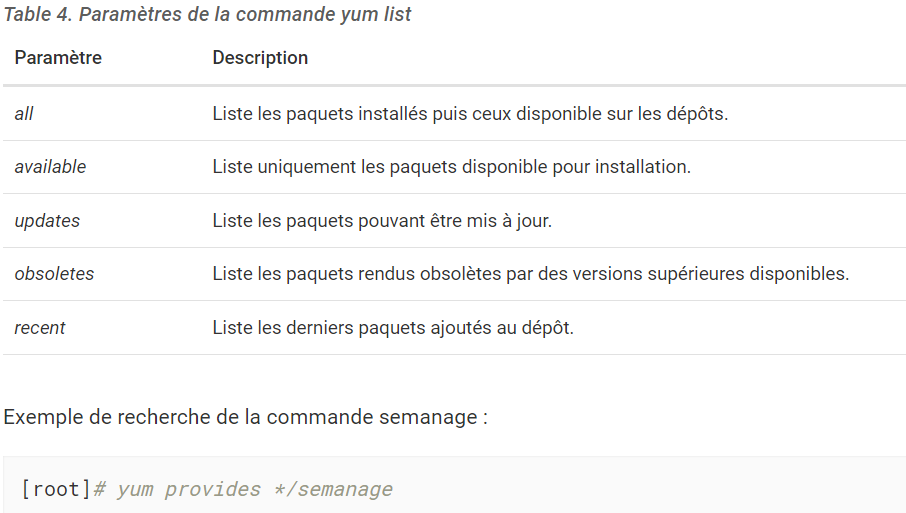 Table 4. Paramètres de la commande yum list
Paramètre Description
all Liste les paquets installés puis ceux disponible sur les dépôts.
available Liste uniquement les paquets disponible pour installation.
updates Liste les paquets pouvant être mis à jour.
obsoletes Liste les paquets rendus obsolètes par des versions supérieures disponibles.
recent Liste les derniers paquets ajoutés au dépôt.
Exemple de recherche de la commande semanage :
[root]# yum provides */semanage